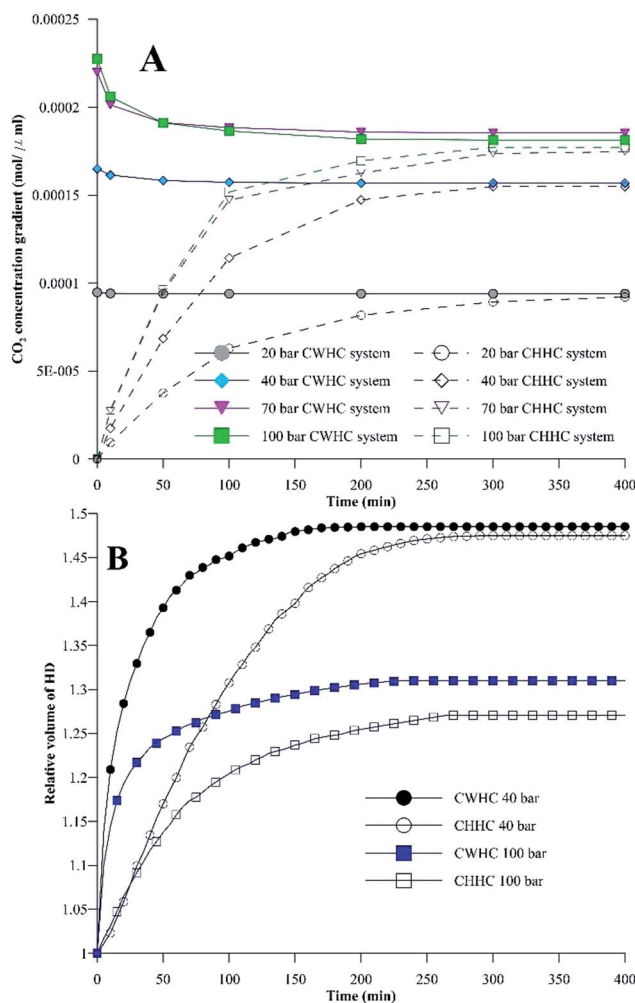 0.00025
A
0.0002
0.00015
0.0001
5E-005
0
CO₂ concentration gradient (mol/ μ ml)
20 bar CWHC system
20 bar CHHC system
40 bar CWHC system
40 bar CHHC system
70 bar CWHC system
70 bar CHHC system
100 bar CWHC system
100 bar CHHC system
0 50 100 150 200 250 300 350 400
Time (min)
1.5
B
1.45
1.4
1.35
1.3
1.25
1.2
1.15
1.1
1.05
1
Relative volume of HD
CWHC 40 bar
CHHC 40 bar
CWHC 100 bar
CHHC 100 bar
0 50 100 150 200 250 300 350 400
Time (min)